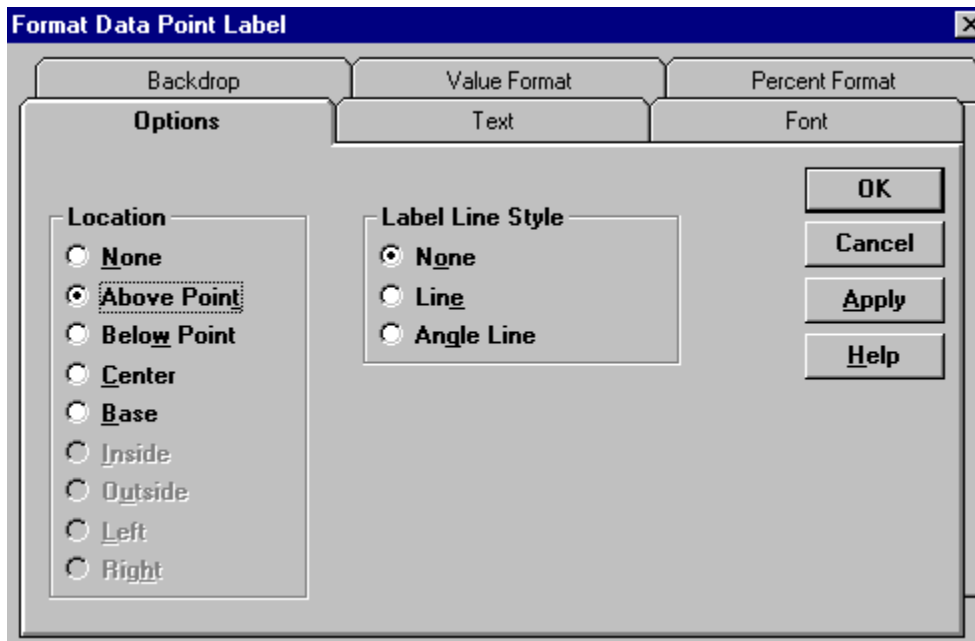 Format Data Point Label
Backdrop
Value Format
Percent Format
Options
Text
Font
Location
None
Above Point
Below Point
Center
Base
Inside
Outside
Left
Right
Label Line Style
None
Line
Angle Line
OK
Cancel
Apply
Help